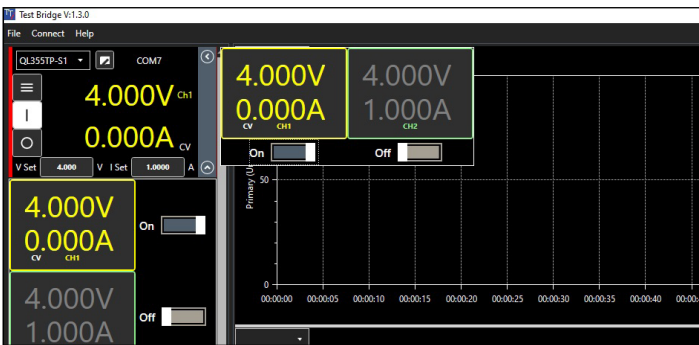 TT Test Bridge V:1.3.0
File Connect Help
QL355TP-S1 COM7
4.000V Ch1
0.000A CV
V Set 4.000 V I Set 1.0000 A
4.000V
0.000A
CV CH1
On
4.000V
1.000A
CH2
Off
4.000V
0.000A
CV CH1
On
4.000V
1.000A
Off
50
0
00:00:00 00:00:05 00:00:10 00:00:15 00:00:20 00:00:25 00:00:30 00:00:35 00:00:40
Primary